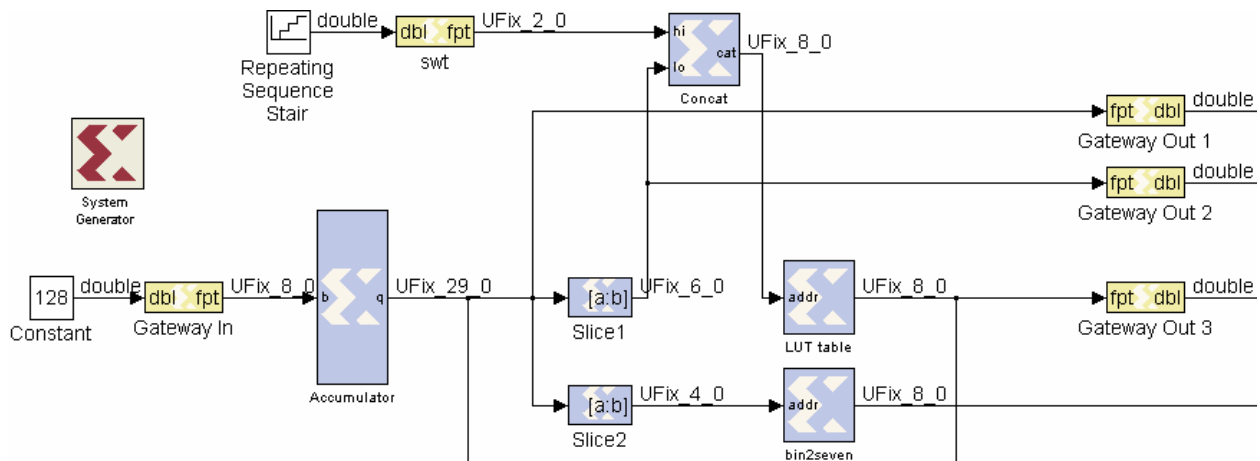 double
dbl fpt
UFix_2_0
swt
Repeating
Sequence
Stair
hi
lo
cat
UFix_8_0
Concat
fpt dbl
double
Gateway Out 1
fpt dbl
double
Gateway Out 2
System
Generator
128
double
Constant
dbl fpt
UFix_8_0
Gateway In
b q
UFix_29_0
Accumulator
[a:b]
UFix_6_0
Slice1
addr
UFix_8_0
LUT table
fpt dbl
double
Gateway Out 3
[a:b]
UFix_4_0
Slice2
addr
UFix_8_0
bin2seven